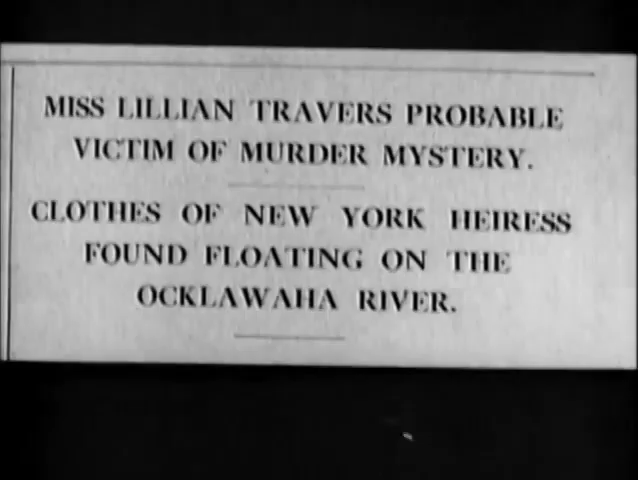 MISS LILLIAN TRAVERS PROBABLE
VICTIM OF MURDER MYSTERY.
CLOTHES OF NEW YORK HEIRESS
FOUND FLOATING ON THE
OCKLAWAHA RIVER.